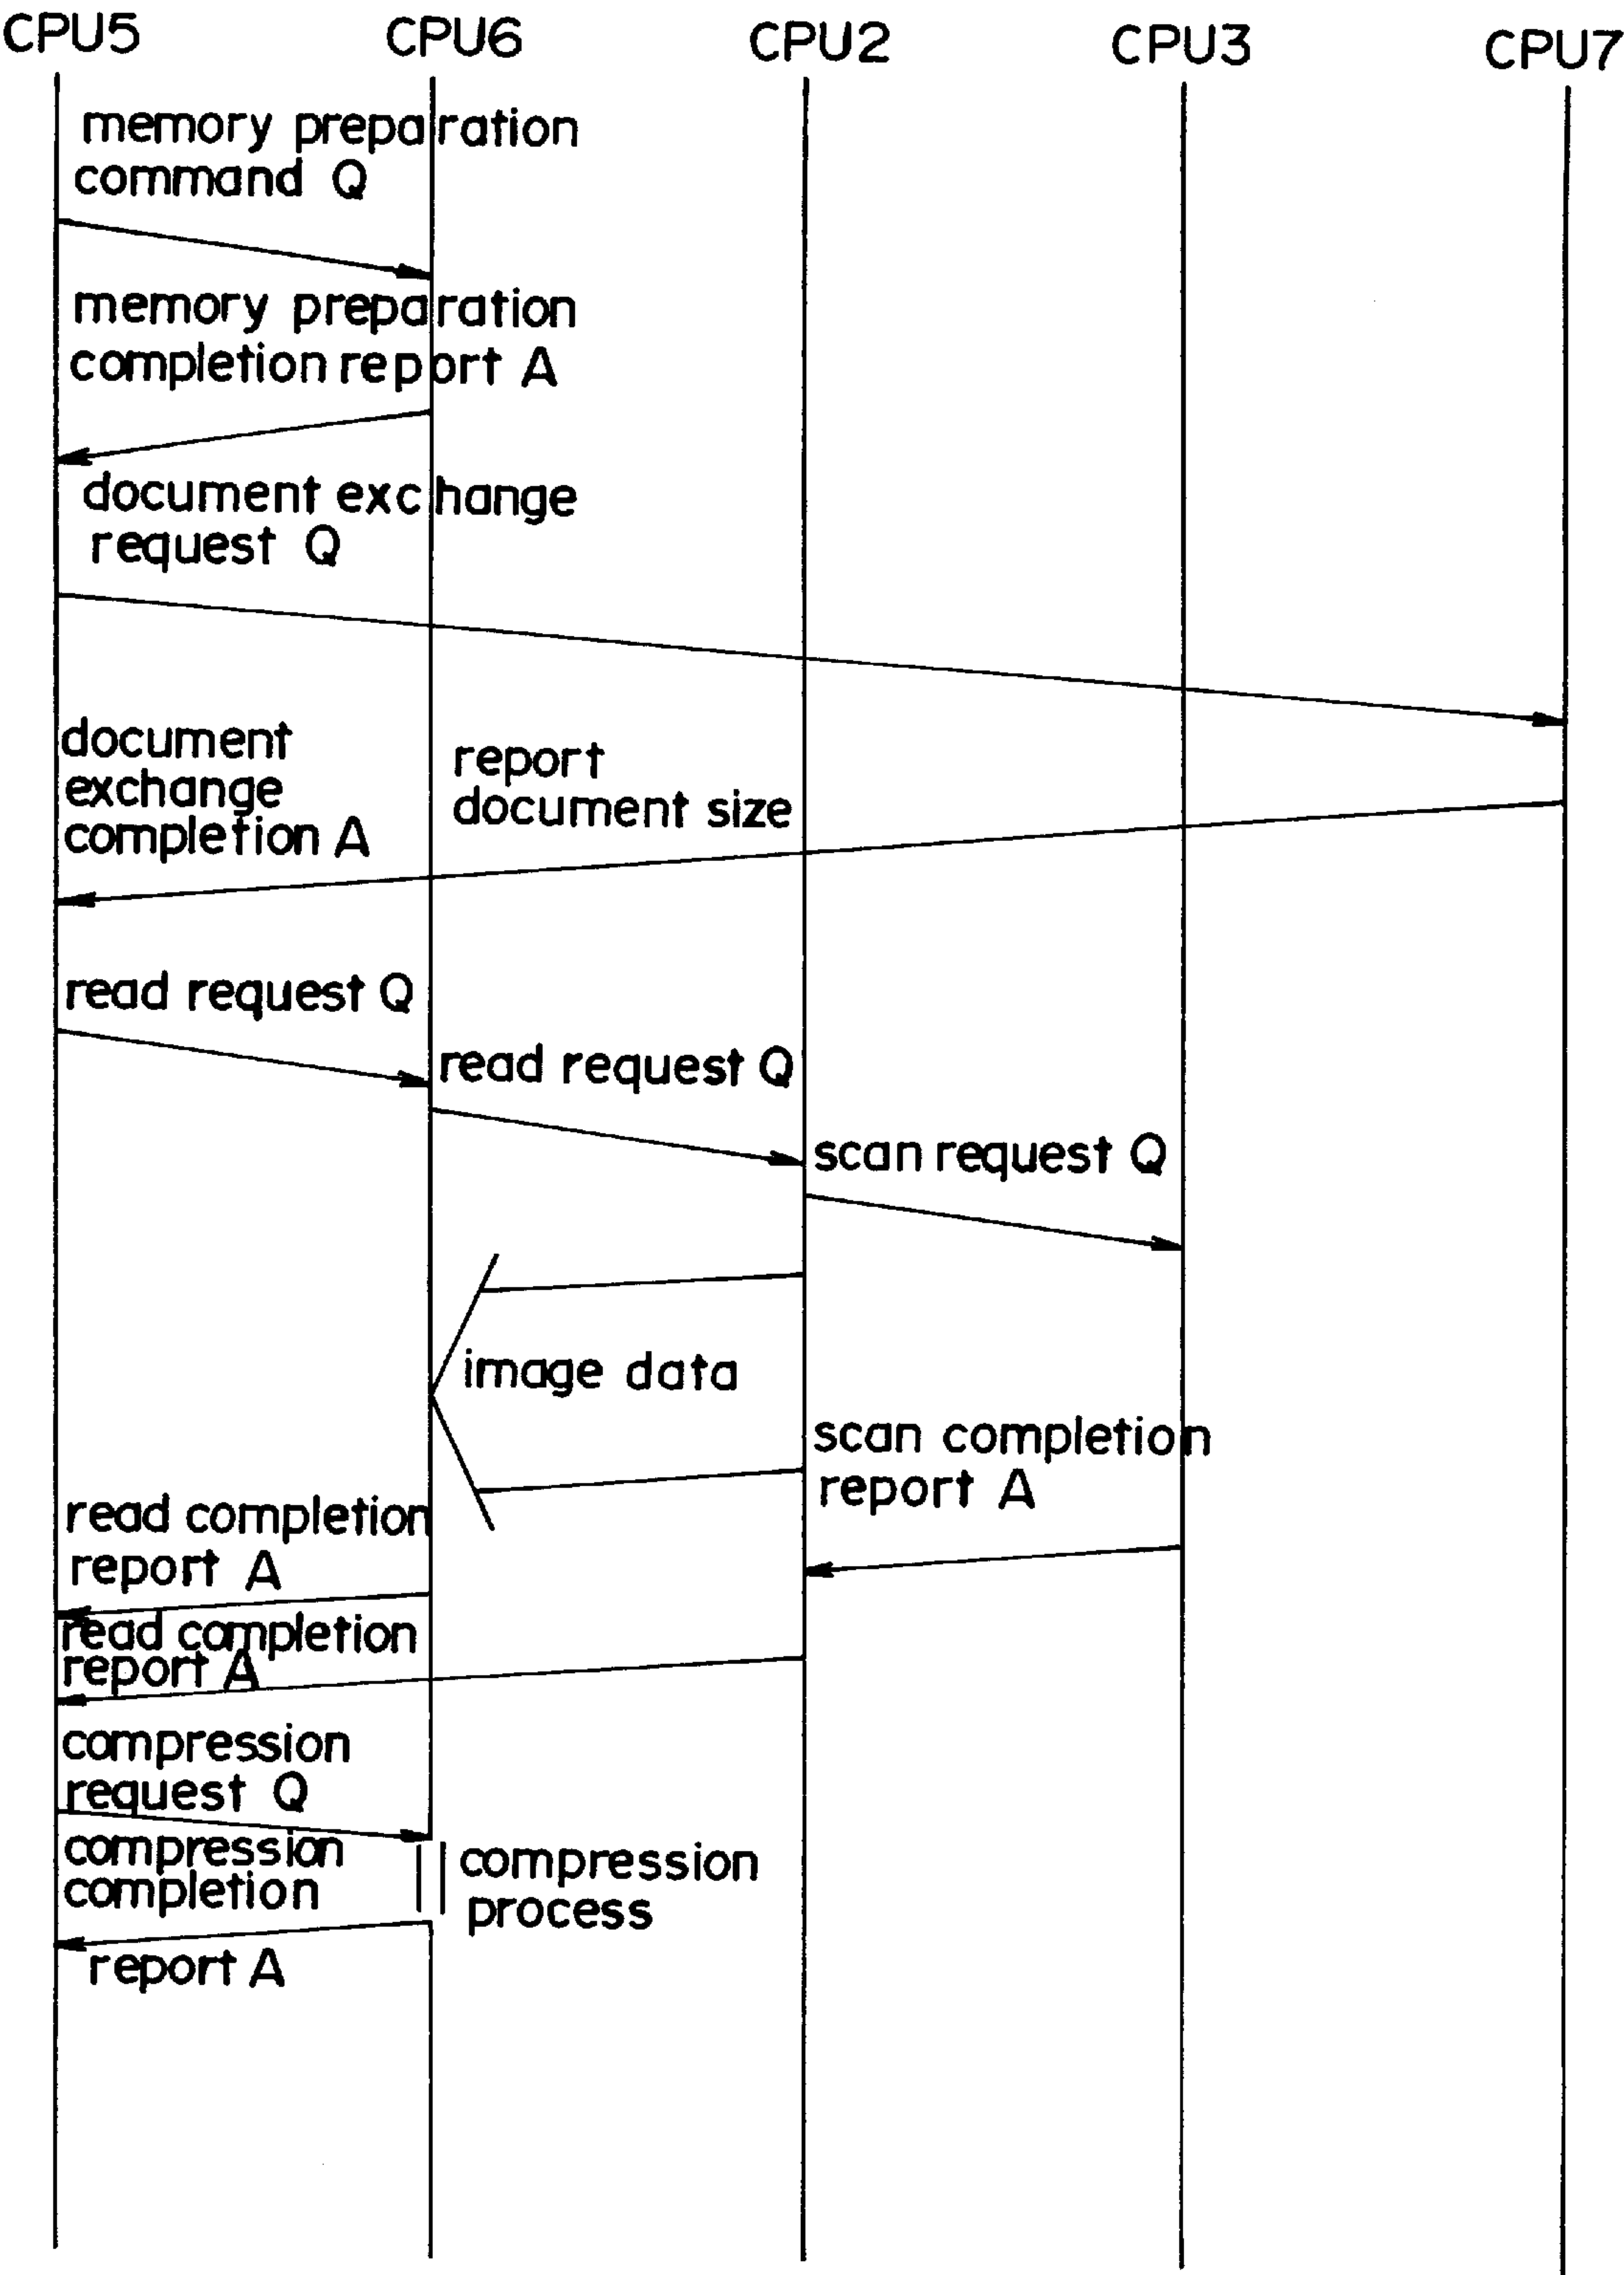 CPU5 CPU6 CPU2 CPU3 CPU7
memory preparation
command Q
memory preparation
completion report A
document exchange
request Q
document
exchange
completion A
report
document size
read request Q
read request Q
scan request Q
image data
scan completion
report A
read completion
report A
read completion
report A
compression
request Q
compression
completion
report A
compression
process